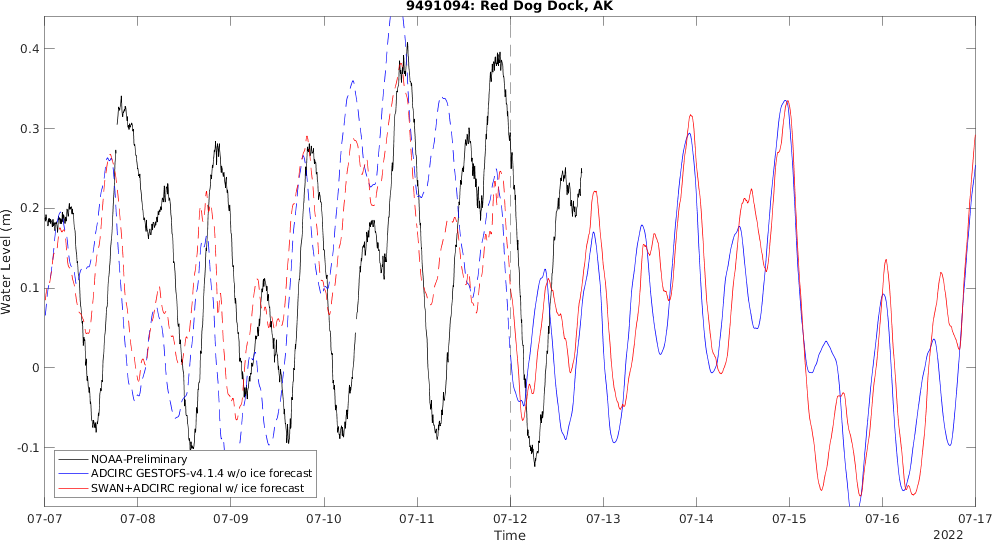 9491094: Red Dog Dock, AK
Water Level (m)
0.4
0.3
0.2
0.1
0
-0.1
NOAA-Preliminary
ADCIRC GESTOFS-v4.1.4 w/o ice forecast
SWAN+ADCIRC regional w/ ice forecast
07-07 07-08 07-09 07-10 07-11 07-12 07-13 07-14 07-15 07-16 07-17
Time
2022